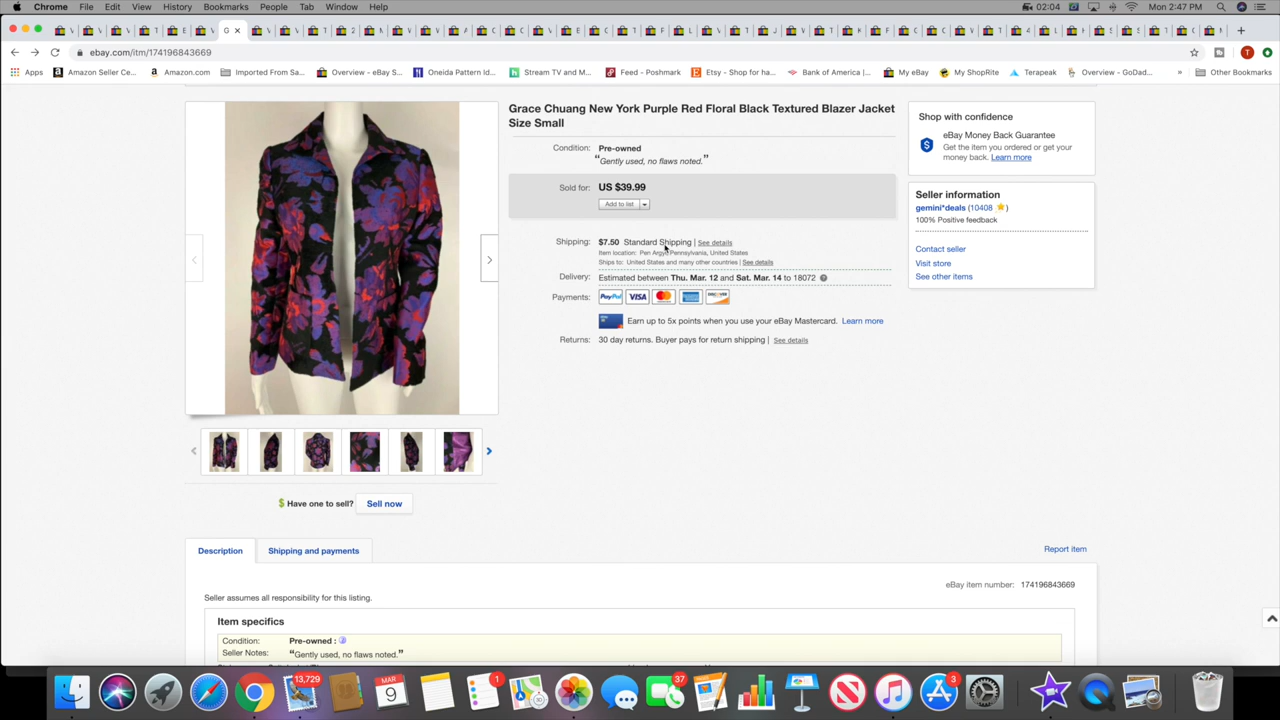 Chrome File Edit View History Bookmarks People Tab Window Help
02:04 Mon 2:47 PM
ebay.com/itm/174196843669
Apps Amazon Seller Ce... Amazon.com Imported From Sa... Overview - eBay S... Oneida Pattern Id... Stream TV and M... Feed - Poshmark Etsy - Shop for ha... Bank of America |... My eBay My ShopRite Terapeak Overview - GoDad... » Other Bookmarks
Grace Chuang New York Purple Red Floral Black Textured Blazer Jacket
Size Small
Condition: Pre-owned
“Gently used, no flaws noted.”
Sold for: US $39.99
Add to list
Shipping: $7.50 Standard Shipping | See details
Item location: Pen Argyl, Pennsylvania, United States
Ships to: United States and many other countries | See details
Delivery: Estimated between Thu. Mar. 12 and Sat. Mar. 14 to 18072
Payments: PayPal VISA
Earn up to 5x points when you use your eBay Mastercard. Learn more
Returns: 30 day returns. Buyer pays for return shipping | See details
Shop with confidence
eBay Money Back Guarantee
Get the item you ordered or get your
money back. Learn more
Seller information
gemini*deals (10408 )
100% Positive feedback
Contact seller
Visit store
See other items
Have one to sell? Sell now
Description Shipping and payments
Report item
eBay item number: 174196843669
Seller assumes all responsibility for this listing.
Item specifics
Condition: Pre-owned :
Seller Notes: “Gently used, no flaws noted.”
13,729
MAR
9
1
37
3